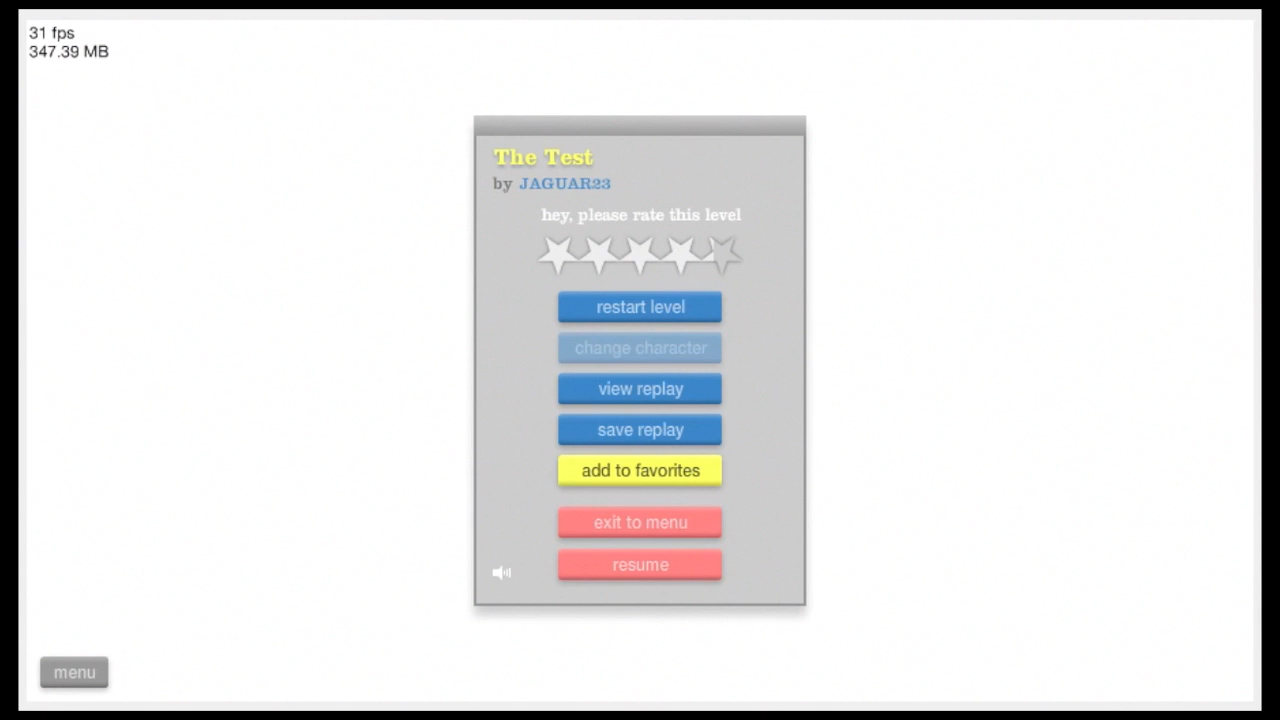 31 fps
347.39 MB
The Test
by JAGUAR23
hey, please rate this level
restart level
change character
view replay
save replay
add to favorites
exit to menu
resume
menu